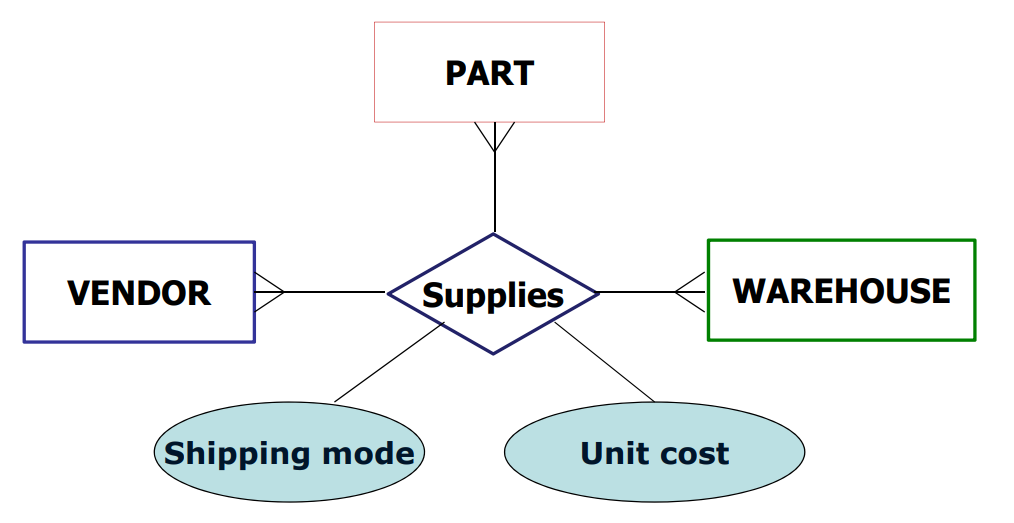 PART
VENDOR
Supplies
WAREHOUSE
Shipping mode
Unit cost